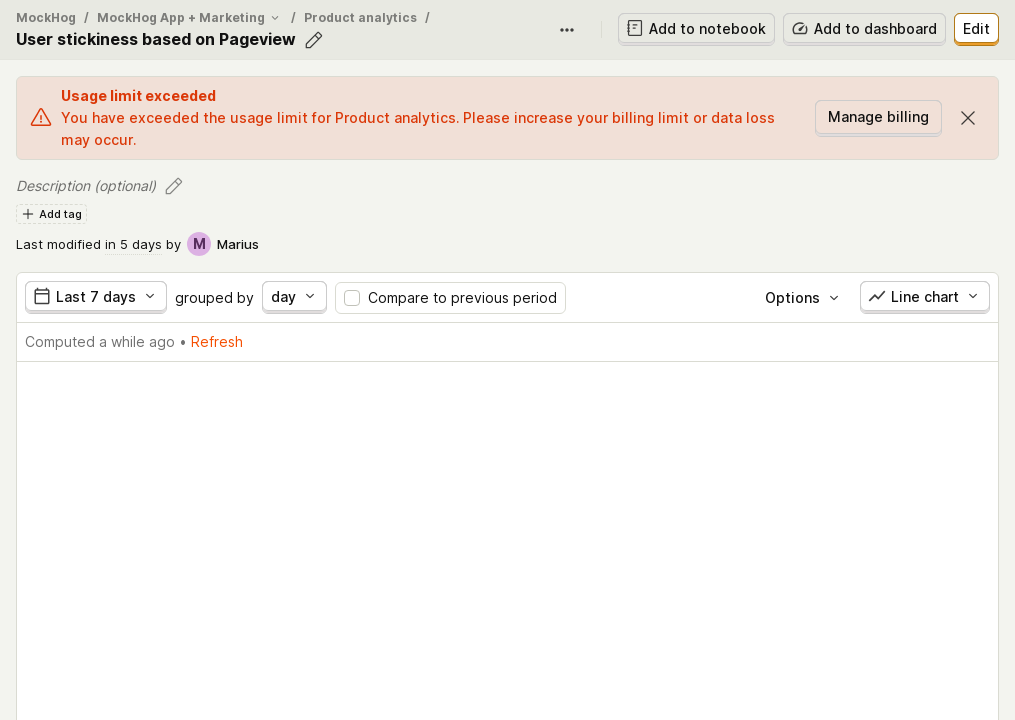 MockHog / MockHog App + Marketing / Product analytics /
User stickiness based on Pageview
Add to notebook
Add to dashboard
Edit
Usage limit exceeded
You have exceeded the usage limit for Product analytics. Please increase your billing limit or data loss
may occur.
Manage billing
Description (optional)
Add tag
Last modified in 5 days by M Marius
Last 7 days grouped by day Compare to previous period Options Line chart
Computed a while ago • Refresh